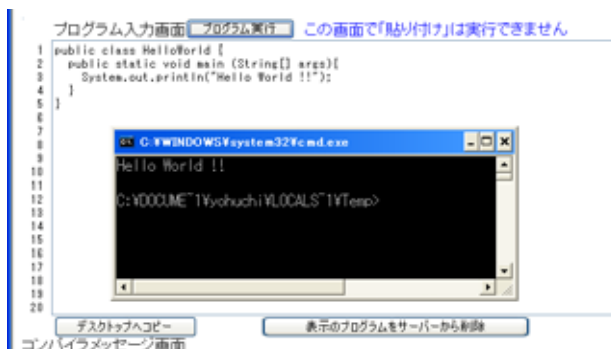 プログラム入力画面 プログラム実行 この画面で「貼り付け」は実行できません
1 public class HelloWorld {
2 public static void main (String[] args){
3 System.out.println("Hello World !!");
4 }
5 }
6
7
8
9
10
11
12
13
14
15
16
17
18
19
20
C:¥WINDOWS¥system32¥cmd.exe
Hello World !!
C:¥DOCUME~1¥yohuchi¥LOCALS~1¥Temp>
デスクトップへコピー 表示のプログラムをサーバーから削除
コンパイラメッセージ画面